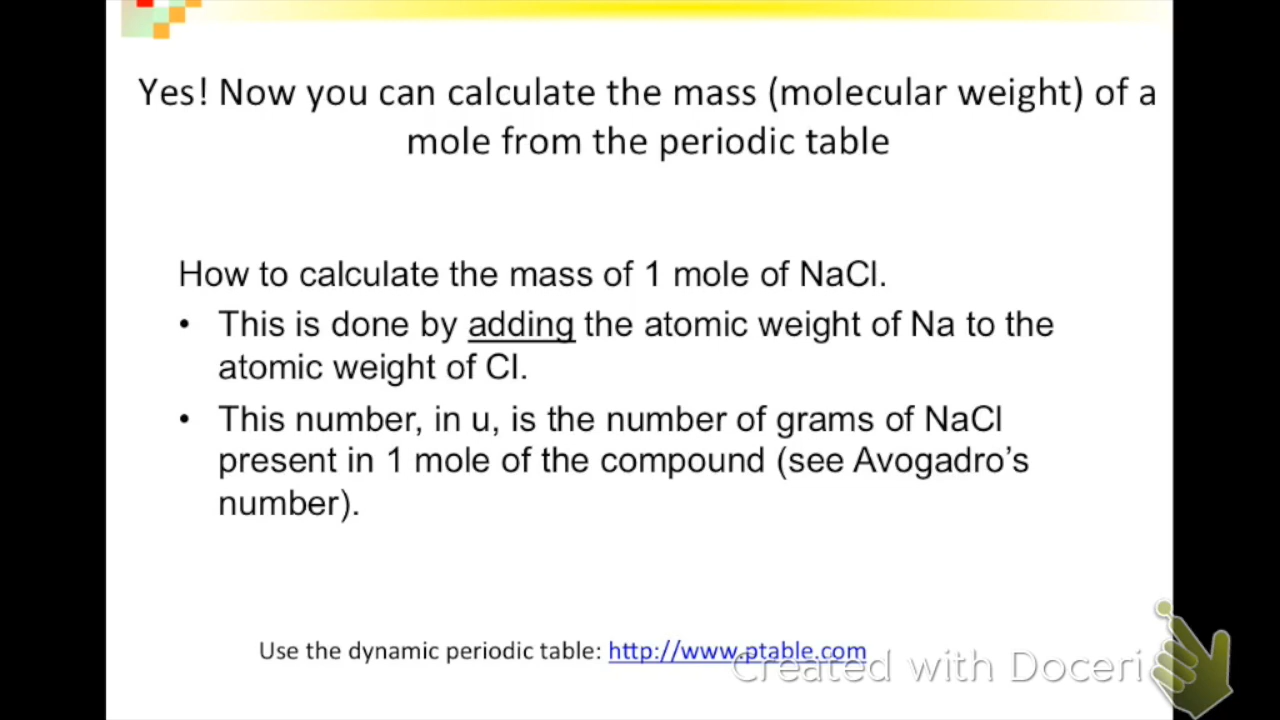 Yes! Now you can calculate the mass (molecular weight) of a
mole from the periodic table
How to calculate the mass of 1 mole of NaCl.
• This is done by adding the atomic weight of Na to the
atomic weight of Cl.
• This number, in u, is the number of grams of NaCl
present in 1 mole of the compound (see Avogadro’s
number).
Use the dynamic periodic table: http://www.ptable.com
Created with Doceri